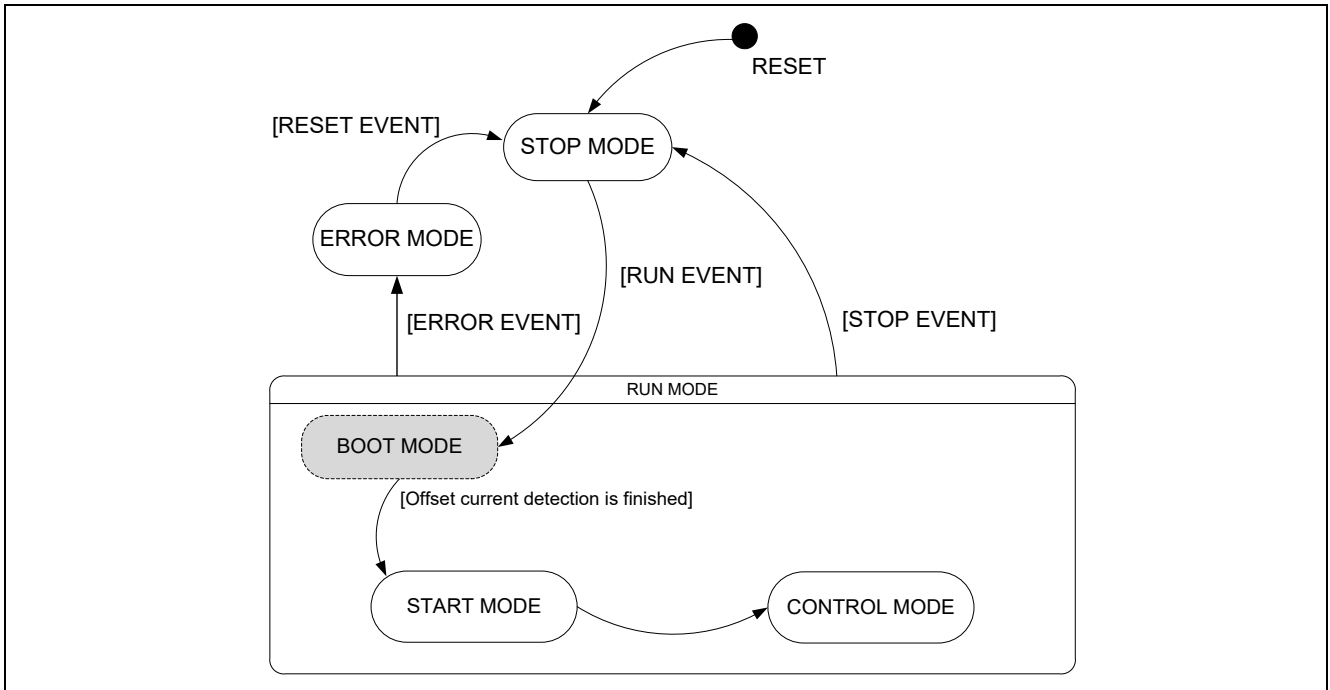 RESET
[RESET EVENT]
STOP MODE
ERROR MODE
[RUN EVENT]
[ERROR EVENT]
[STOP EVENT]
RUN MODE
BOOT MODE
[Offset current detection is finished]
START MODE
CONTROL MODE